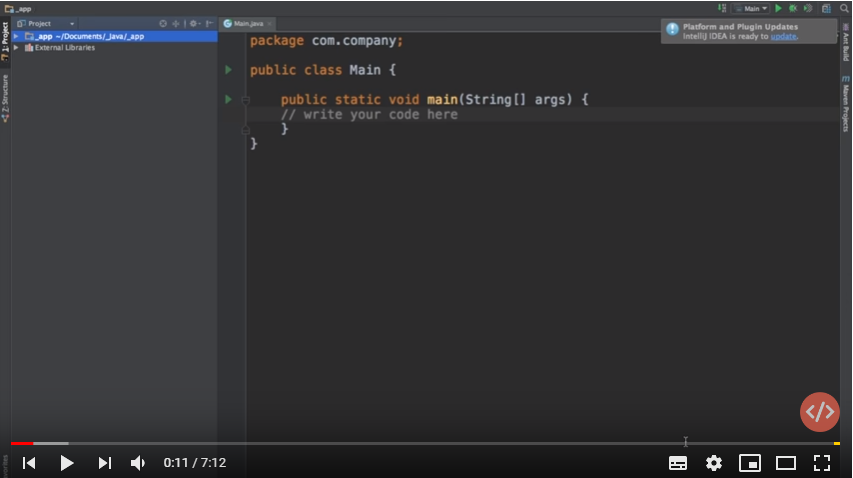 _app
Main
1: Project
Project
Main.java
Platform and Plugin Updates
IntelliJ IDEA is ready to update.
_app ~/Documents/_Java/_app
External Libraries
Z: Structure
Ant Build
Maven Projects
package com.company;
public class Main {
public static void main(String[] args) {
// write your code here
}
}
</>
0:11 / 7:12